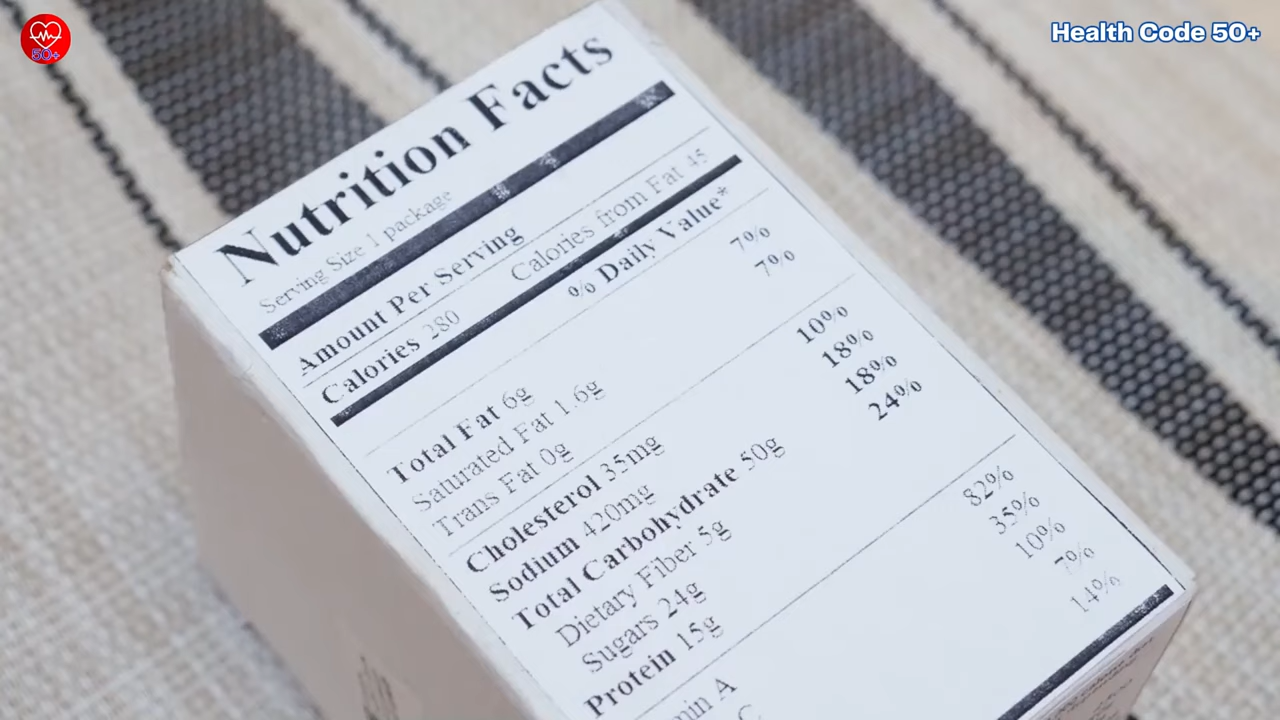 50+
Health Code 50+
Nutrition Facts
Serving Size 1 package
Amount Per Serving
Calories 280 Calories from Fat 45
% Daily Value*
Total Fat 6g 7%
Saturated Fat 1.6g 7%
Trans Fat 0g
Cholesterol 35mg 10%
Sodium 420mg 18%
Total Carbohydrate 50g 18%
Dietary Fiber 5g 24%
Sugars 24g
Protein 15g
82%
35%
10%
7%
14%